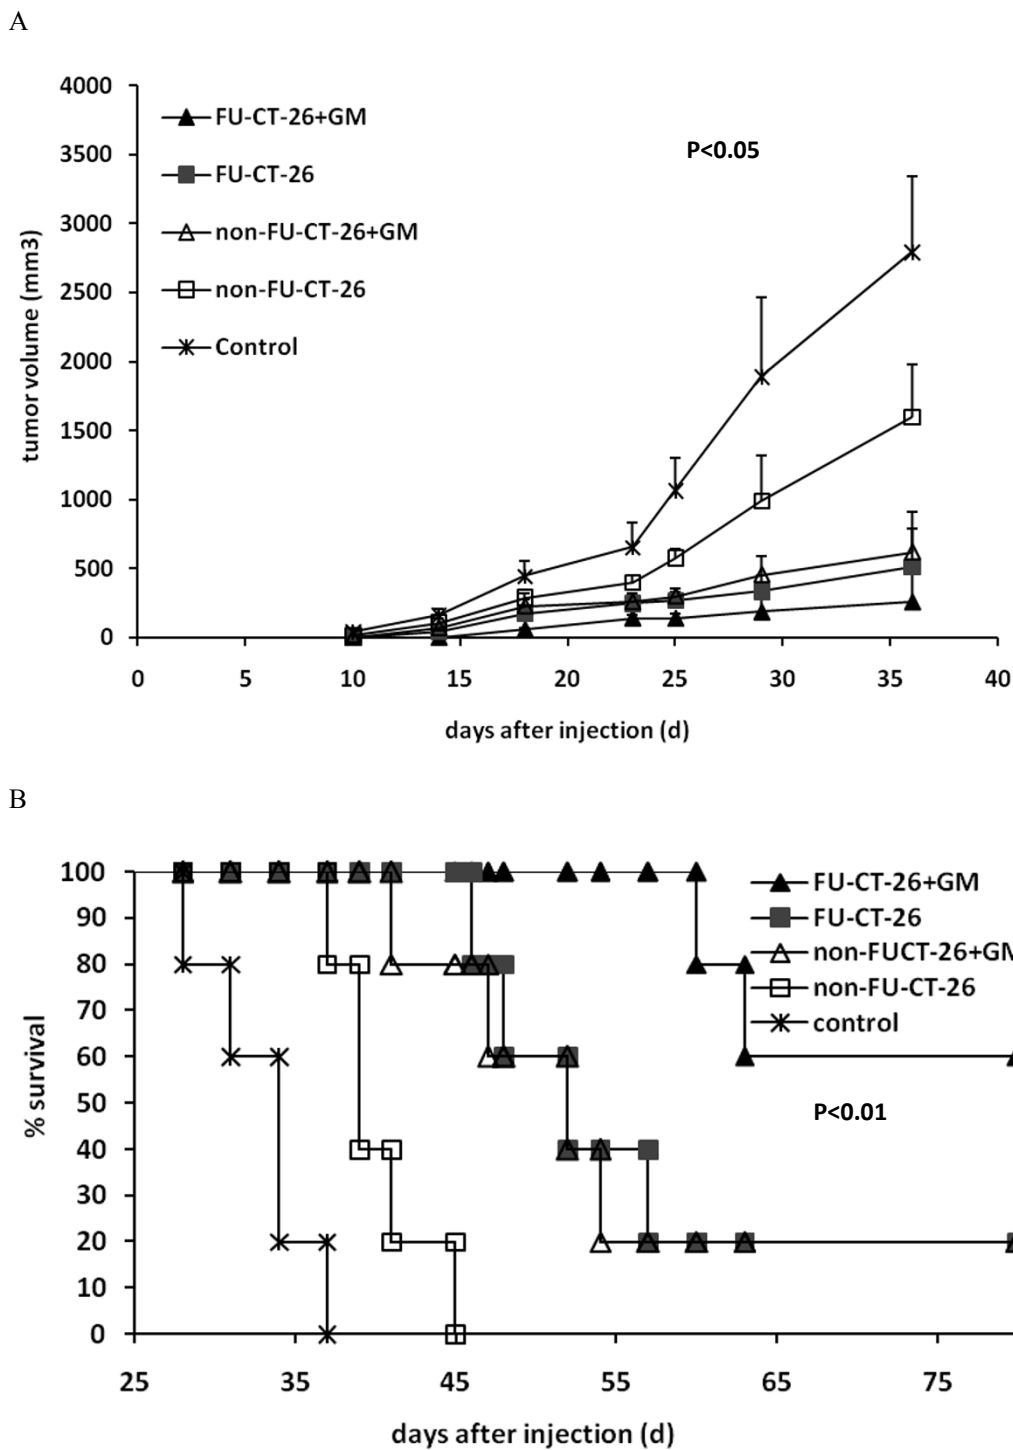 A
4000
3500
3000
2500
2000
1500
1000
500
0
tumor volume (mm3)
FU-CT-26+GM
FU-CT-26
non-FU-CT-26+GM
non-FU-CT-26
Control
P<0.05
0 5 10 15 20 25 30 35 40
days after injection (d)
B
100
90
80
70
60
50
40
30
20
10
0
% survival
FU-CT-26+GM
FU-CT-26
non-FUCT-26+GM
non-FU-CT-26
control
P<0.01
25 35 45 55 65 75
days after injection (d)